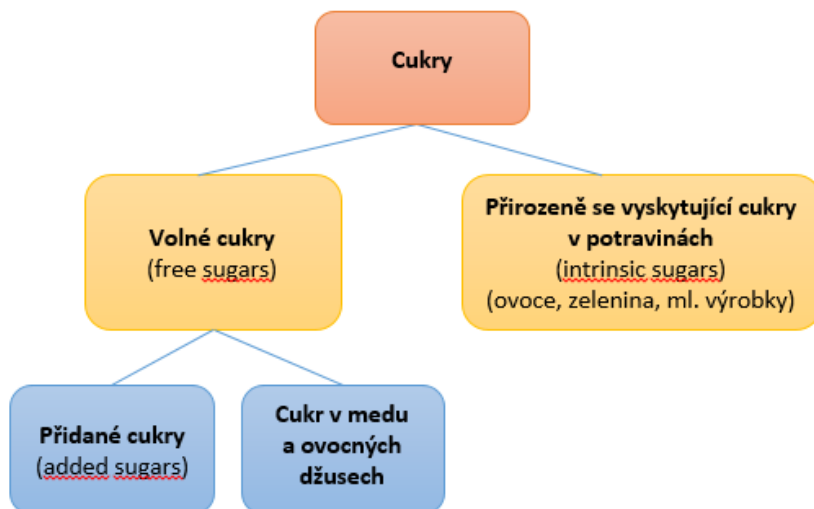 Cukry
Volné cukry
(free sugars)
Přirozeně se vyskytující cukry
v potravinách
(intrinsic sugars)
(ovoce, zelenina, ml. výrobky)
Přidané cukry
(added sugars)
Cukr v medu
a ovocných
džusech